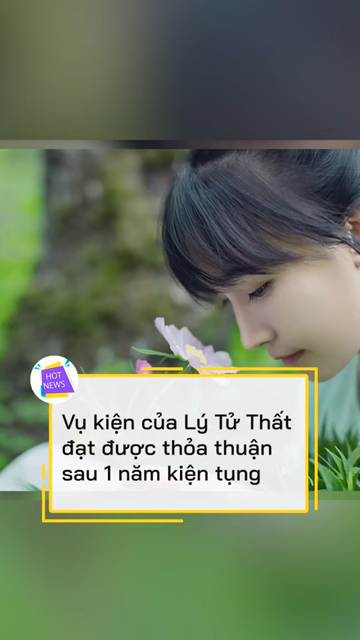 HOT
NEWS
Vụ kiện của Lý Tử Thất
đạt được thỏa thuận
sau 1 năm kiện tụng